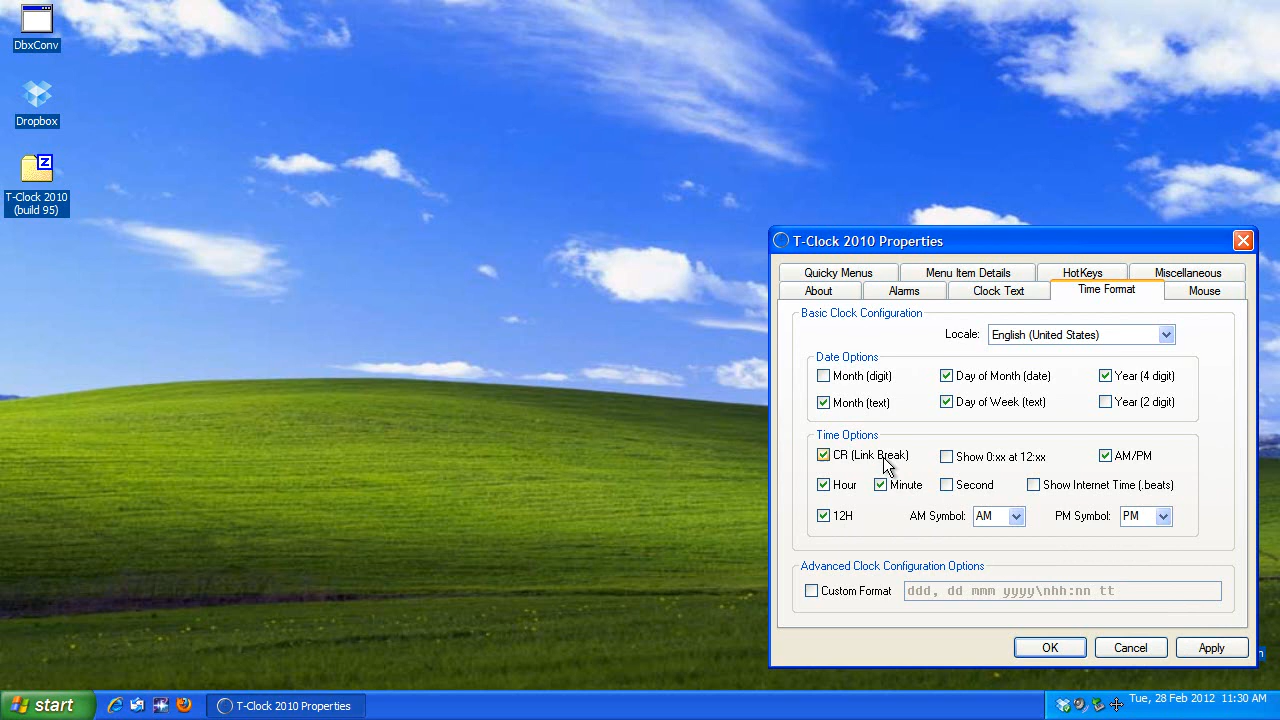 DbxConv
Dropbox
T-Clock 2010
(build 95)
T-Clock 2010 Properties
Quicky Menus Menu Item Details HotKeys Miscellaneous
About Alarms Clock Text Time Format Mouse
Basic Clock Configuration
Locale: English (United States)
Date Options
Month (digit) Day of Month (date) Year (4 digit)
Month (text) Day of Week (text) Year (2 digit)
Time Options
CR (Link Break) Show 0:xx at 12:xx AM/PM
Hour Minute Second Show Internet Time (.beats)
12H AM Symbol: AM PM Symbol: PM
Advanced Clock Configuration Options
Custom Format ddd, dd mmm yyyy\nhh:nn tt
OK Cancel Apply
start T-Clock 2010 Properties Tue, 28 Feb 2012 11:30 AM